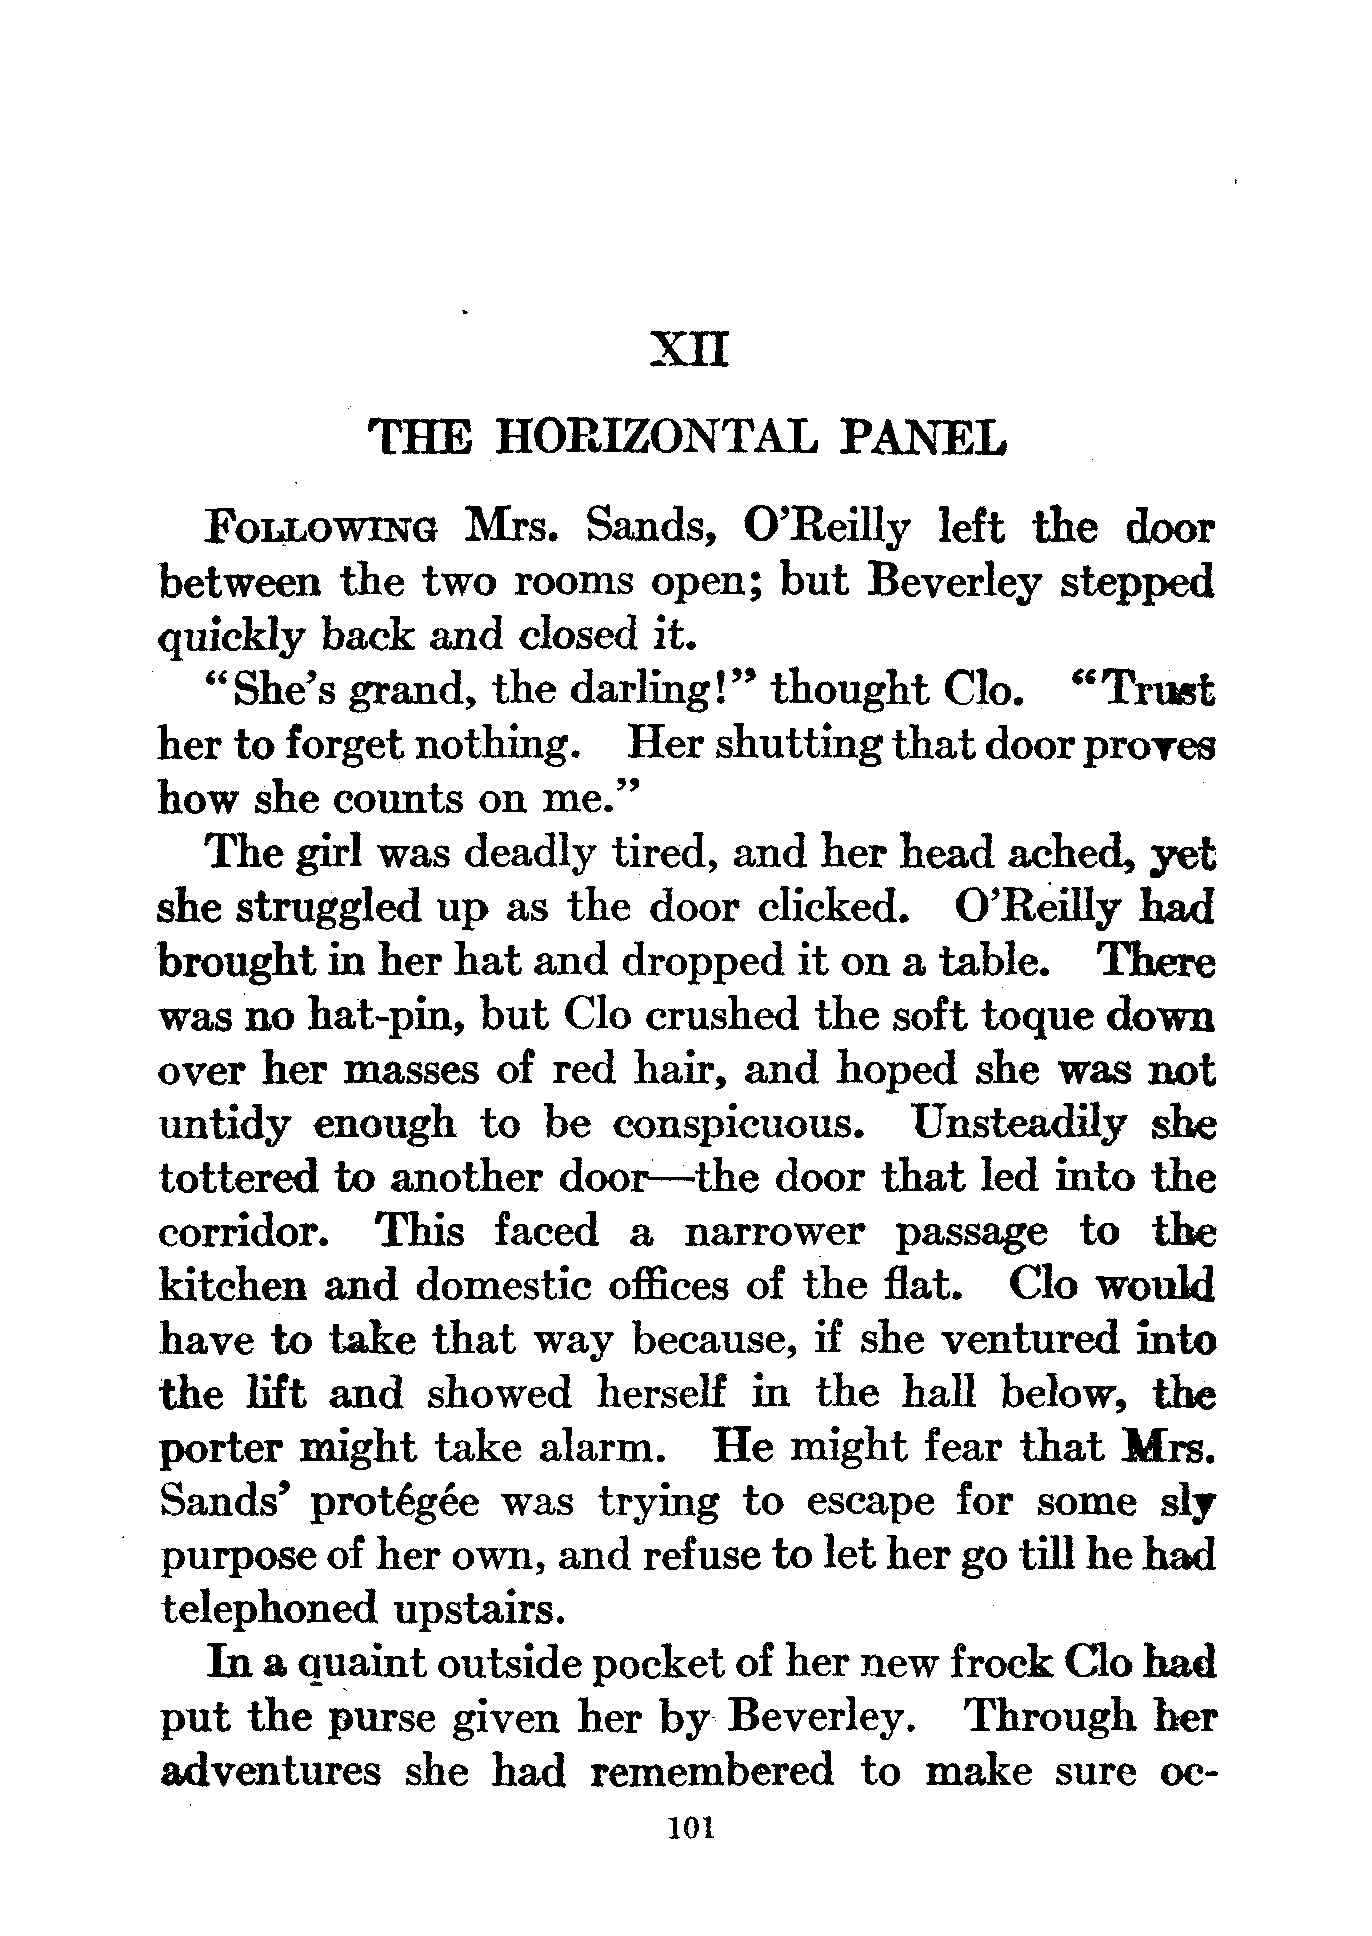 XII
THE HORIZONTAL PANEL
FOLLOWING Mrs. Sands, O'Reilly left the door
between the two rooms open; but Beverley stepped
quickly back and closed it.
"She's grand, the darling!" thought Clo. "Trust
her to forget nothing. Her shutting that door proves
how she counts on me."
The girl was deadly tired, and her head ached, yet
she struggled up as the door clicked. O'Reilly had
brought in her hat and dropped it on a table. There
was no hat-pin, but Clo crushed the soft toque down
over her masses of red hair, and hoped she was not
untidy enough to be conspicuous. Unsteadily she
tottered to another door—the door that led into the
corridor. This faced a narrower passage to the
kitchen and domestic offices of the flat. Clo would
have to take that way because, if she ventured into
the lift and showed herself in the hall below, the
porter might take alarm. He might fear that Mrs.
Sands' protégée was trying to escape for some sly
purpose of her own, and refuse to let her go till he had
telephoned upstairs.
In a quaint outside pocket of her new frock Clo had
put the purse given her by Beverley. Through her
adventures she had remembered to make sure oc-
101